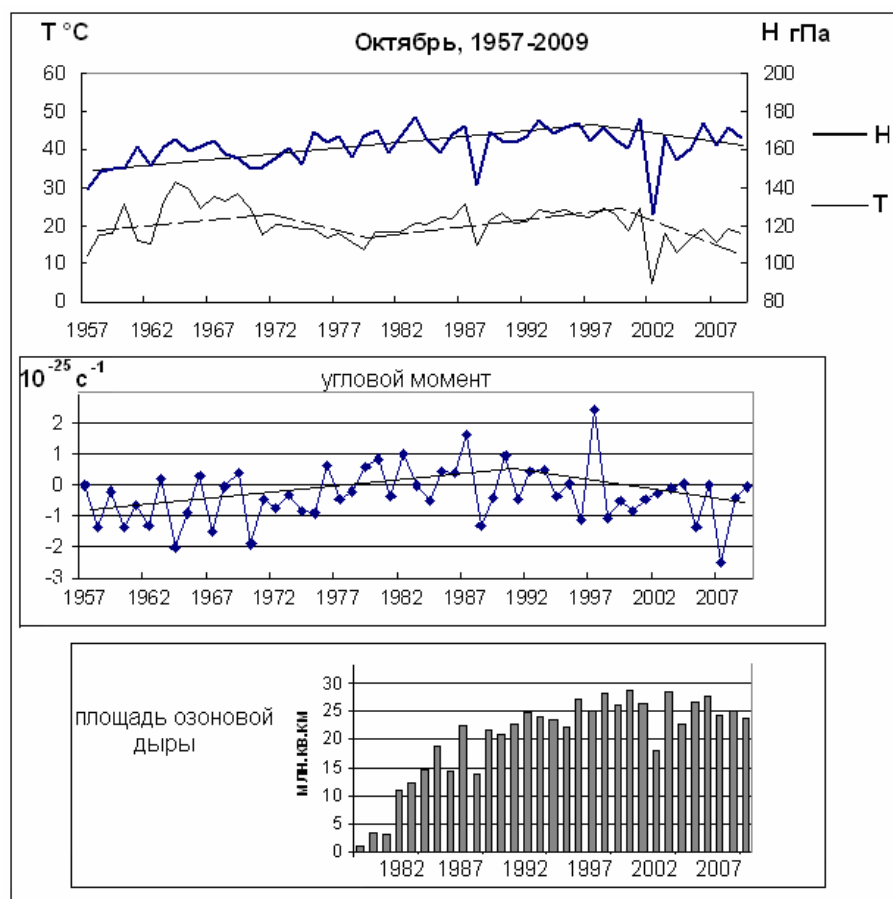 T °C
Октябрь, 1957-2009
H гПа
60 200
50 180
40 160
30 140
20 120
10 100
0 80
H
T
1957 1962 1967 1972 1977 1982 1987 1992 1997 2002 2007
10⁻²⁵ с⁻¹
угловой момент
2
1
0
-1
-2
-3
1957 1962 1967 1972 1977 1982 1987 1992 1997 2002 2007
площадь озоновой
дыры
млн.кв.км
30
25
20
15
10
5
0
1982 1987 1992 1997 2002 2007